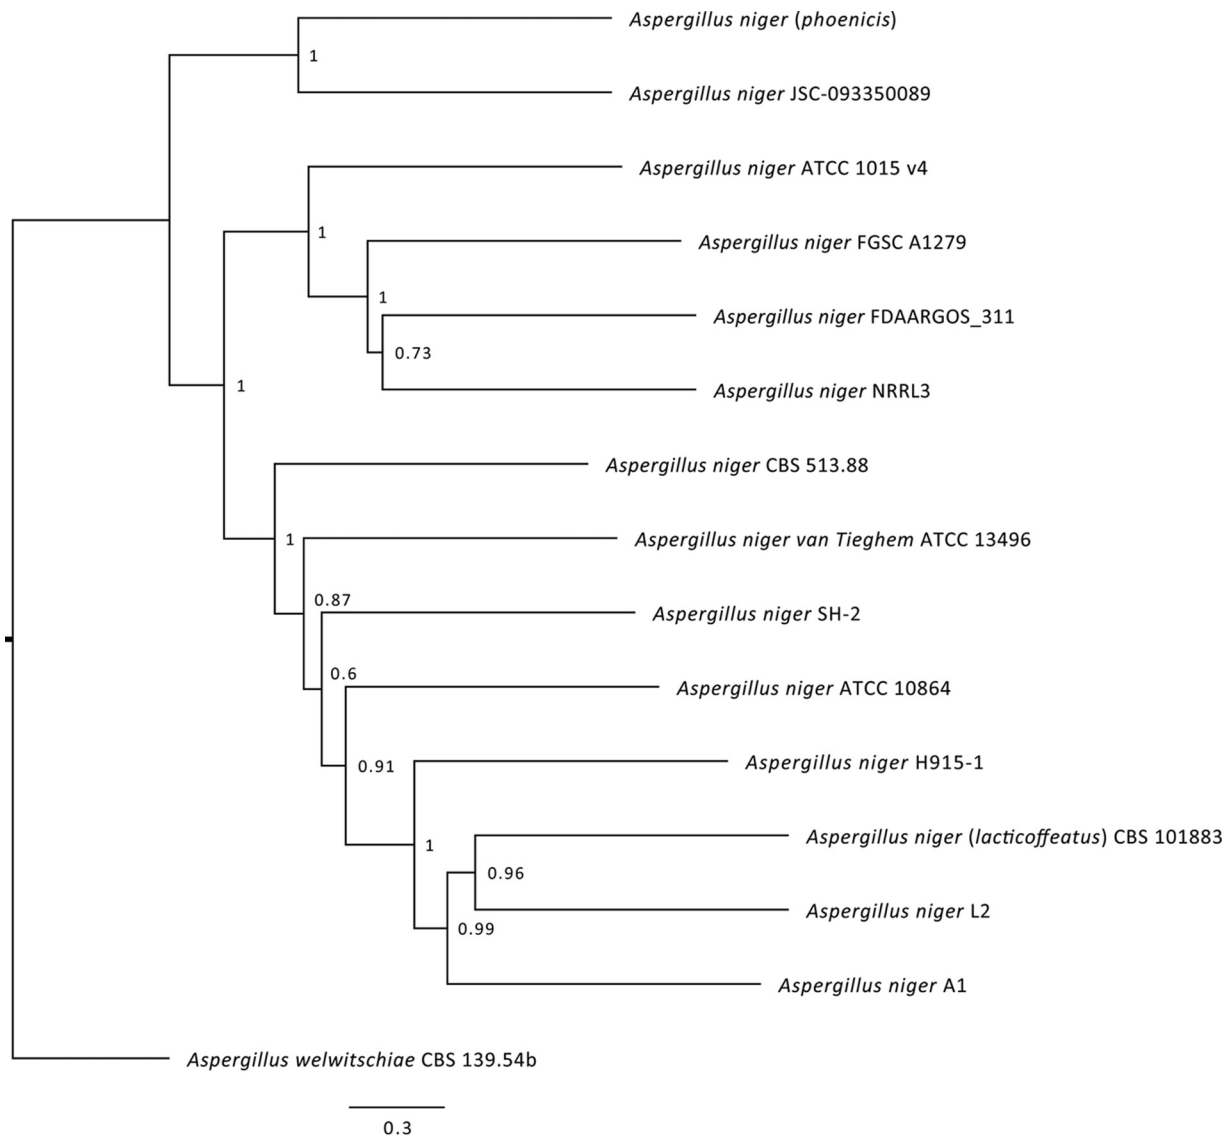 Aspergillus niger (phoenicis)
1
Aspergillus niger JSC-093350089
Aspergillus niger ATCC 1015 v4
1
Aspergillus niger FGSC A1279
1
Aspergillus niger FDAARGOS_311
0.73
1
Aspergillus niger NRRL3
Aspergillus niger CBS 513.88
1
Aspergillus niger van Tieghem ATCC 13496
0.87
Aspergillus niger SH-2
0.6
Aspergillus niger ATCC 10864
0.91
Aspergillus niger H915-1
1
Aspergillus niger (lacticoffeatus) CBS 101883
0.96
Aspergillus niger L2
0.99
Aspergillus niger A1
Aspergillus welwitschiae CBS 139.54b
0.3